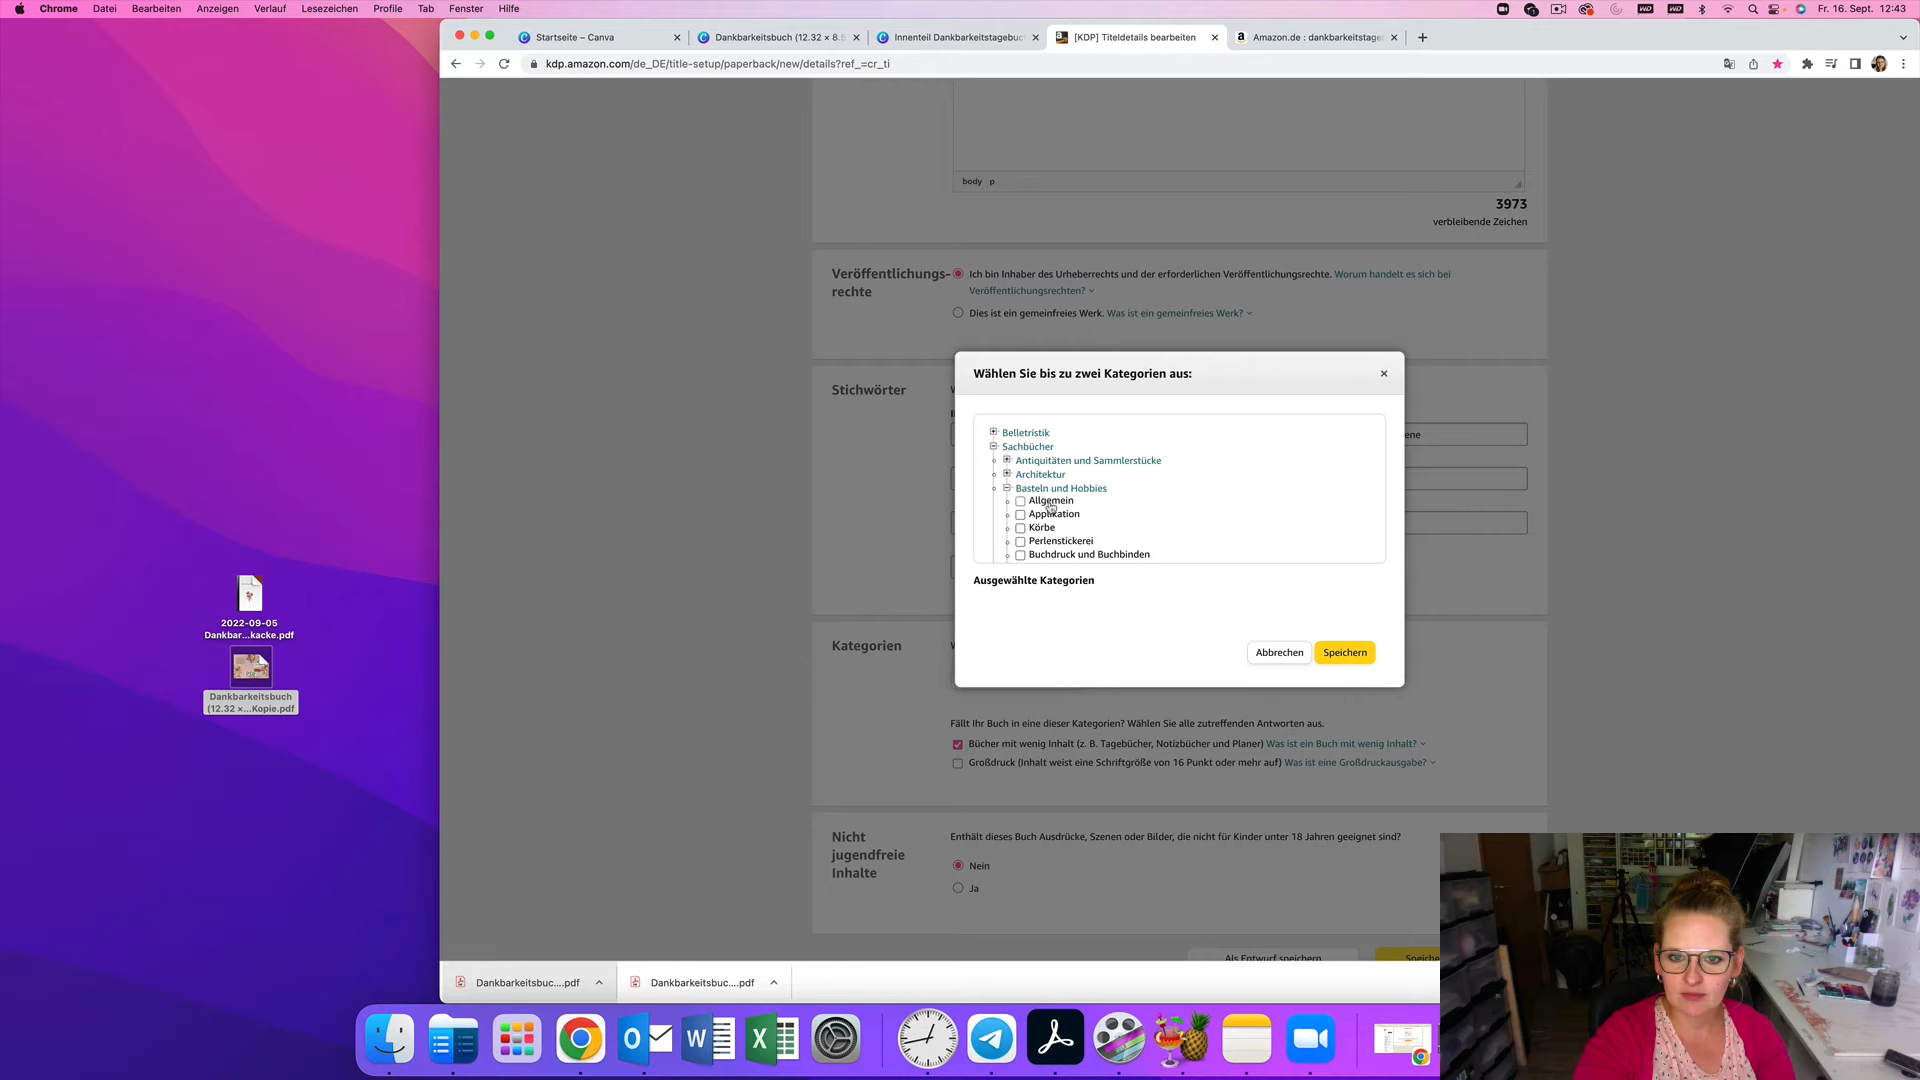 Chrome Datei Bearbeiten Anzeigen Verlauf Lesezeichen Profile Tab Fenster Hilfe Fr. 16. Sept. 12:43
Startseite – Canva
Dankbarkeitsbuch (12.32 × 8.
Innenteil Dankbarkeitstagebuc
[KDP] Titeldetails bearbeiten
Amazon.de : dankbarkeitstage
kdp.amazon.com/de_DE/title-setup/paperback/new/details?ref_=cr_ti
body p
3973
verbleibende Zeichen
Veröffentlichungs-
rechte
Ich bin Inhaber des Urheberrechts und der erforderlichen Veröffentlichungsrechte. Worum handelt es sich bei
Veröffentlichungsrechten?
Dies ist ein gemeinfreies Werk. Was ist ein gemeinfreies Werk?
Stichwörter
ene
Wählen Sie bis zu zwei Kategorien aus:
Belletristik
Sachbücher
Antiquitäten und Sammlerstücke
Architektur
Basteln und Hobbies
Allgemein
Applikation
Körbe
Perlenstickerei
Buchdruck und Buchbinden
Ausgewählte Kategorien
Abbrechen Speichern
Kategorien
Fällt Ihr Buch in eine dieser Kategorien? Wählen Sie alle zutreffenden Antworten aus.
Bücher mit wenig Inhalt (z. B. Tagebücher, Notizbücher und Planer) Was ist ein Buch mit wenig Inhalt?
Großdruck (Inhalt weist eine Schriftgröße von 16 Punkt oder mehr auf) Was ist eine Großdruckausgabe?
Nicht
jugendfreie
Inhalte
Enthält dieses Buch Ausdrücke, Szenen oder Bilder, die nicht für Kinder unter 18 Jahren geeignet sind?
Nein
Ja
Als Entwurf speichern Speiche
2022-09-05
Dankbar...kacke.pdf
Dankbarkeitsbuch
(12.32 ×...Kopie.pdf
Dankbarkeitsbuc....pdf
Dankbarkeitsbu....pdf